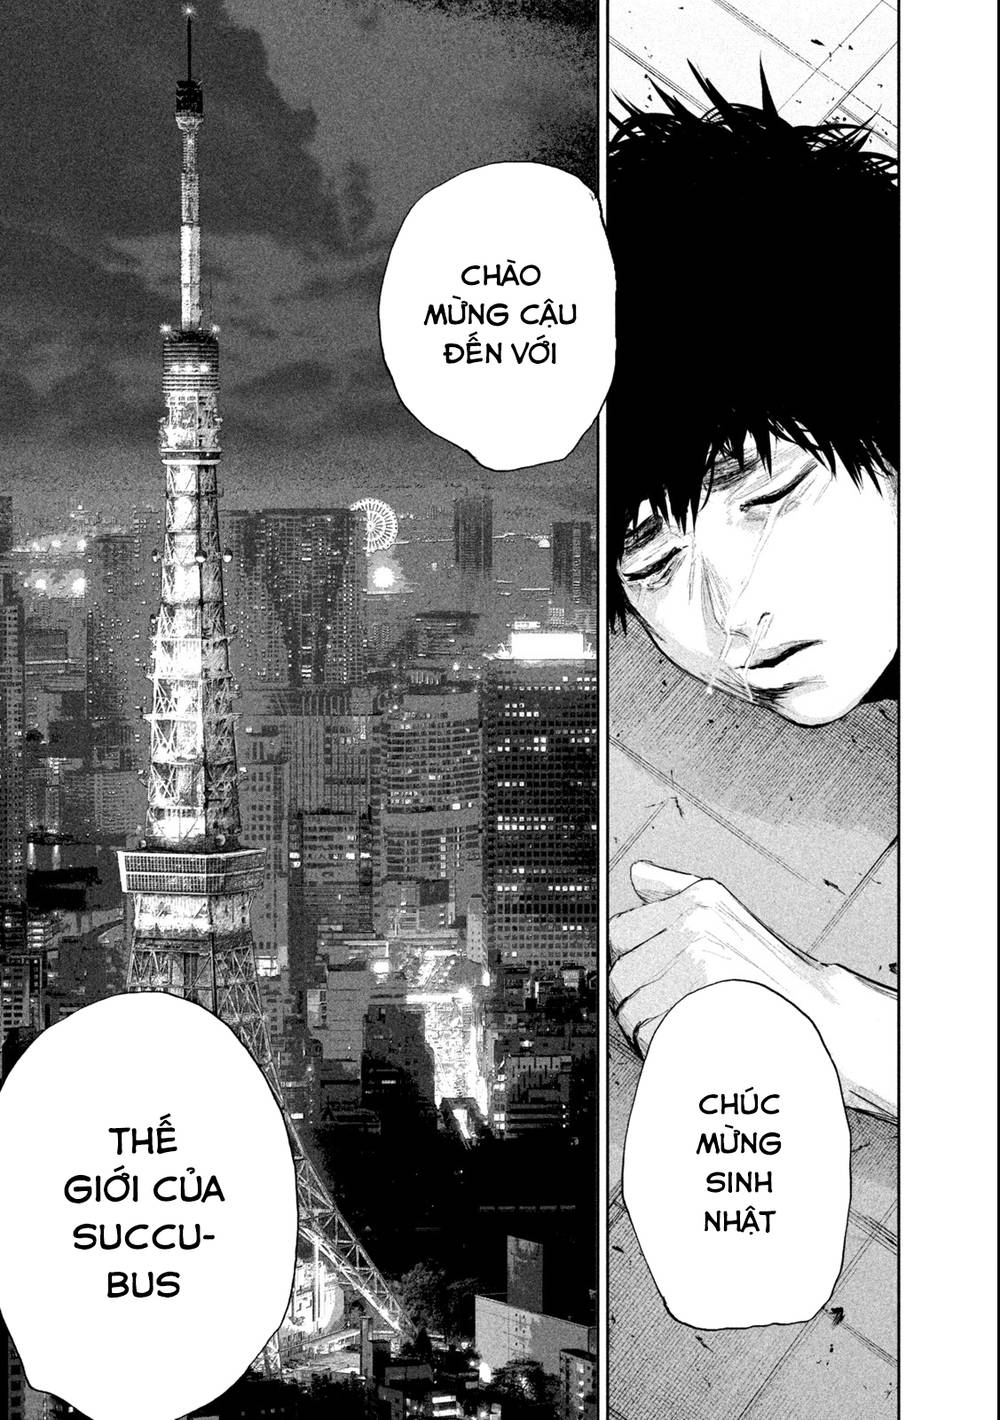 CHÚC
MỪNG
SINH
NHẬT
CHÀO
MỪNG CẬU
ĐẾN VỚI
THẾ
GIỚI CỦA
SUCCU-
BUS